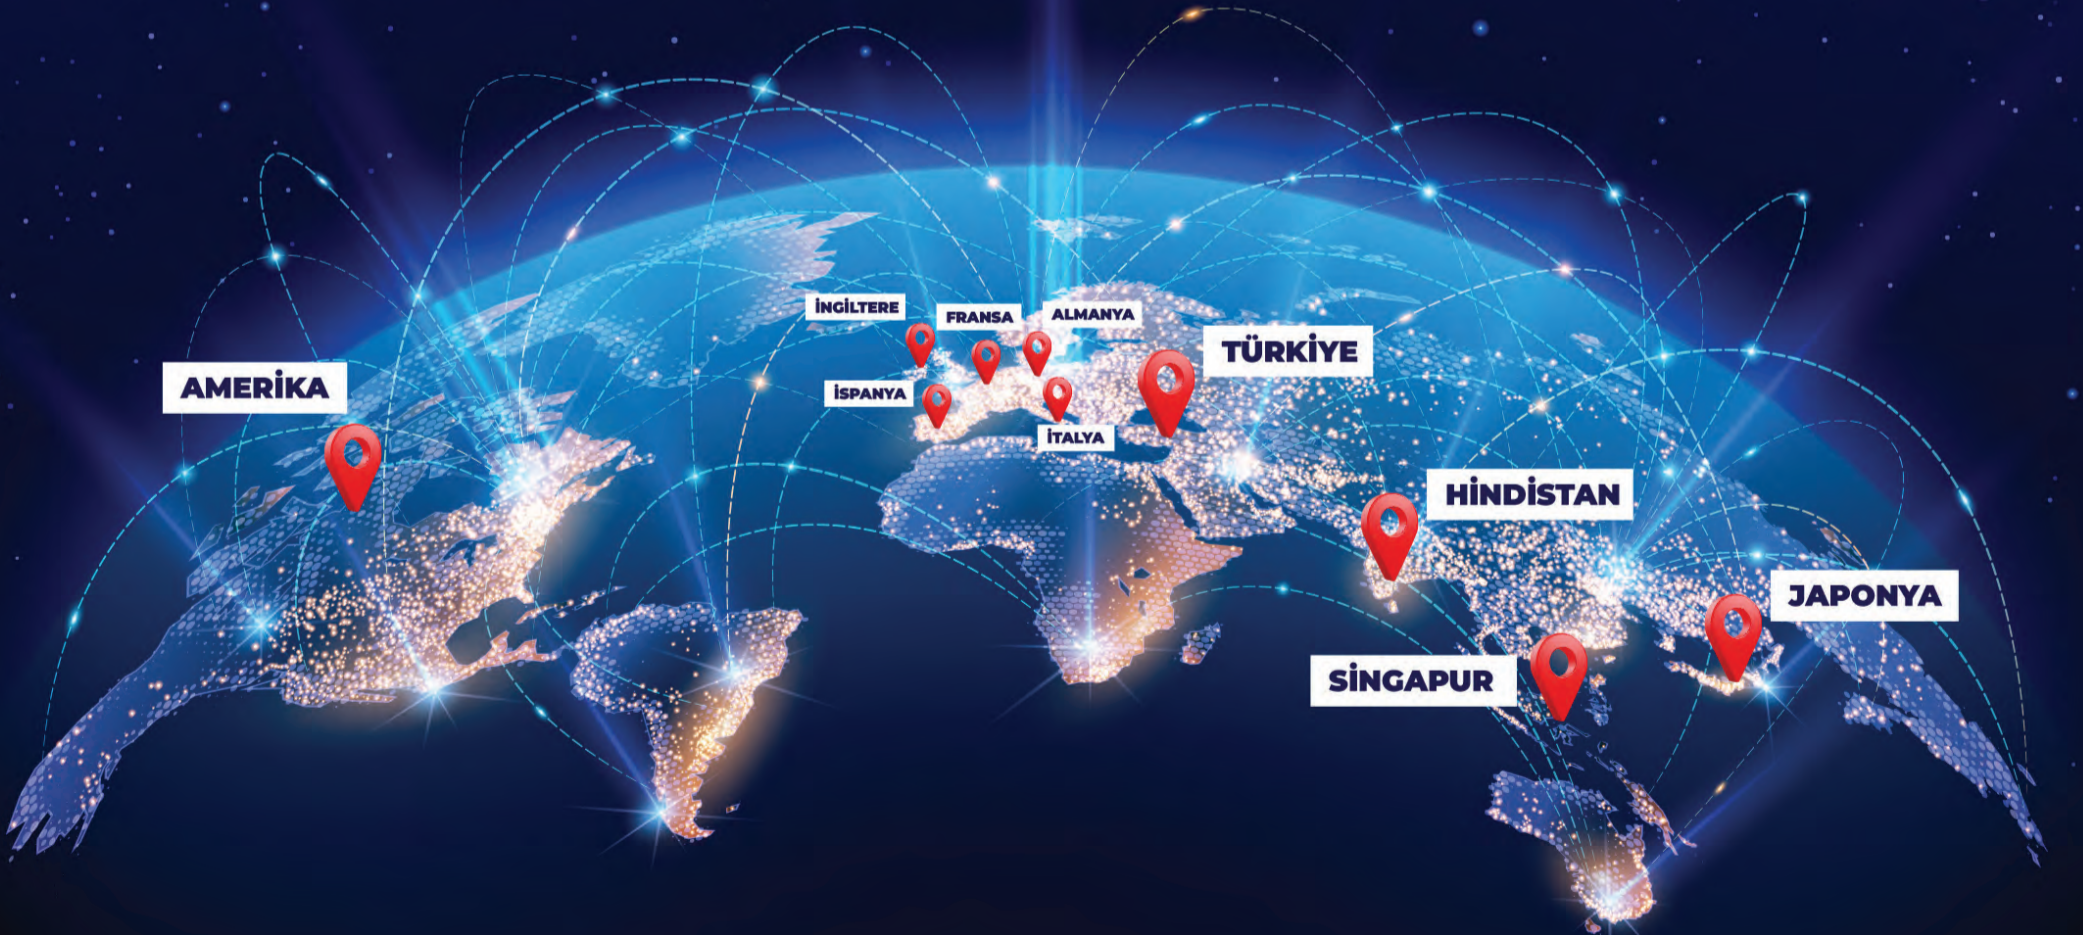 İNGİLTERE
FRANSA
ALMANYA
TÜRKİYE
AMERİKA
İSPANYA
İTALYA
HİNDİSTAN
JAPONYA
SİNGAPUR